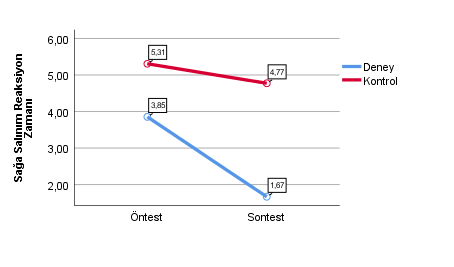 6,00
5,00
4,00
3,00
2,00
Sağa Salınım Reaksiyon
Zamanı
5,31
4,77
3,85
1,67
Öntest
Sontest
Deney
Kontrol